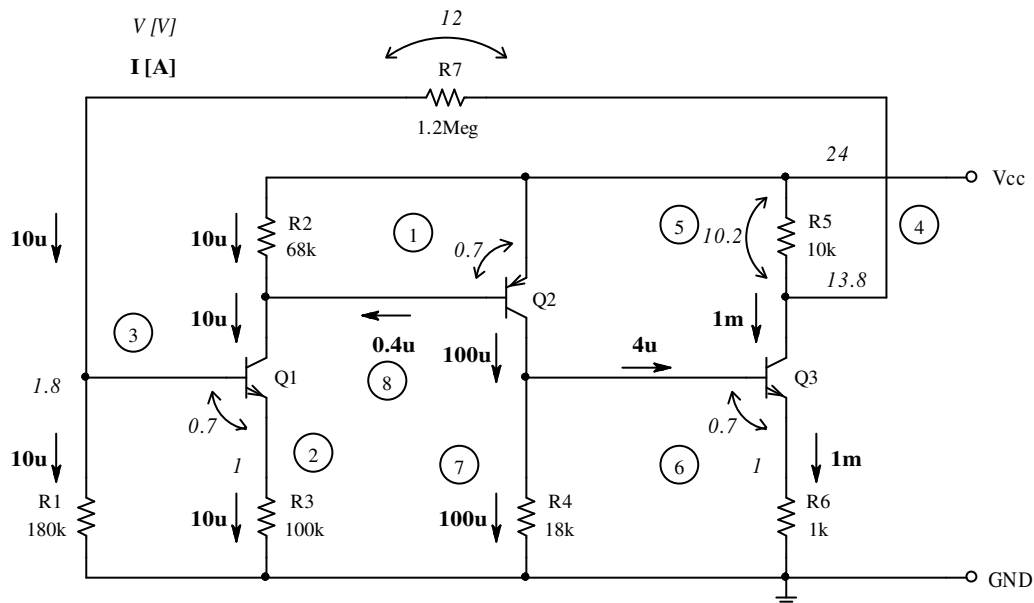 12
V [V]
I [A]
R7
1.2Meg
24
Vcc
R2
68k
1
0.7
5
10.2
R5
10k
4
10u
10u
13.8
Q2
10u
1m
3
0.4u
100u
4u
8
Q1
Q3
1.8
0.7
0.7
10u
1
2
7
6
1
1m
R1
180k
10u
R3
100k
100u
R4
18k
R6
1k
GND